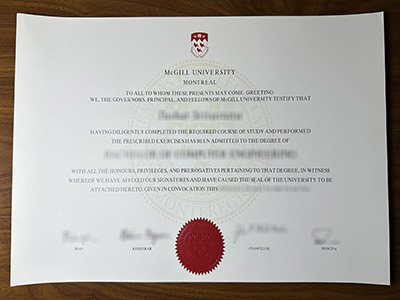 McGILL UNIVERSITY
MONTREAL
TO ALL TO WHOM THESE PRESENTS MAY COME, GREETING:
WE, THE GOVERNORS, PRINCIPAL, AND FELLOWS OF McGILL UNIVERSITY TESTIFY THAT
HAVING DILIGENTLY COMPLETED THE REQUIRED COURSE OF STUDY AND PERFORMED
THE PRESCRIBED EXERCISES HAS BEEN ADMITTED TO THE DEGREE OF
WITH ALL THE HONOURS, PRIVILEGES, AND PREROGATIVES PERTAINING TO THAT DEGREE, IN WITNESS
WHEREOF WE HAVE AFFIXED OUR SIGNATURES AND HAVE CAUSED THE SEAL OF THE UNIVERSITY TO BE
ATTACHED HERETO, GIVEN IN CONVOCATION THIS
DEAN REGISTRAR CHANCELLOR PRINCIPAL